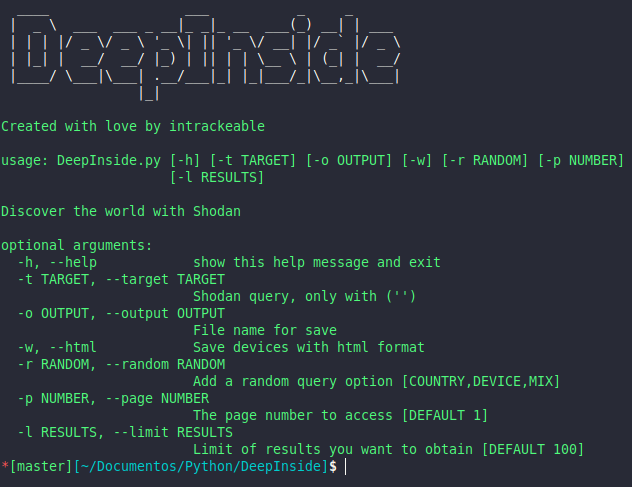 DeepInside
Created with love by intrackeable
usage: DeepInside.py [-h] [-t TARGET] [-o OUTPUT] [-w] [-r RANDOM] [-p NUMBER]
[-l RESULTS]
Discover the world with Shodan
optional arguments:
-h, --help show this help message and exit
-t TARGET, --target TARGET
Shodan query, only with ('')
-o OUTPUT, --output OUTPUT
File name for save
-w, --html Save devices with html format
-r RANDOM, --random RANDOM
Add a random query option [COUNTRY,DEVICE,MIX]
-p NUMBER, --page NUMBER
The page number to access [DEFAULT 1]
-l RESULTS, --limit RESULTS
Limit of results you want to obtain [DEFAULT 100]
*[master][~/Documentos/Python/DeepInside]$